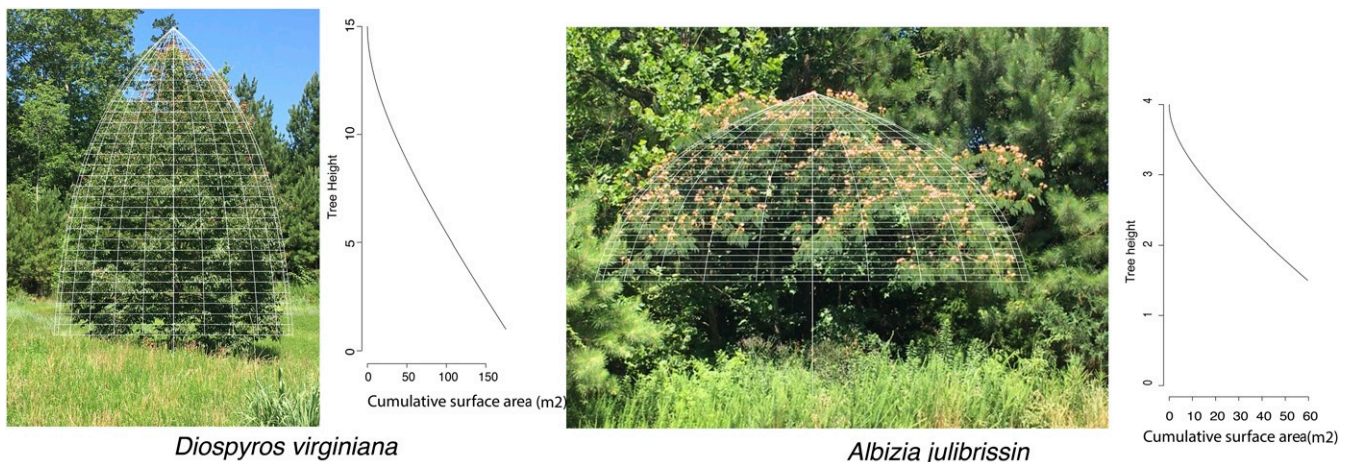 15
10
5
0
Tree Height
0 50 100 150
Cumulative surface area (m2)
Diospyros virginiana
4
3
2
1
0
Tree height
0 10 20 30 40 50 60
Cumulative surface area(m2)
Albizia julibrissin